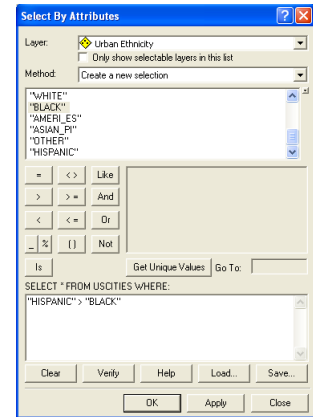 Select By Attributes
Layer: Urban Ethnicity
Only show selectable layers in this list
Method: Create a new selection
"WHITE"
"BLACK"
"AMERI_ES"
"ASIAN_PI"
"OTHER"
"HISPANIC"
= <> Like
> >= And
< <= Or
_ % () Not
Is Get Unique Values Go To:
SELECT * FROM USCITIES WHERE:
"HISPANIC" > "BLACK"
Clear Verify Help Load... Save...
OK Apply Close